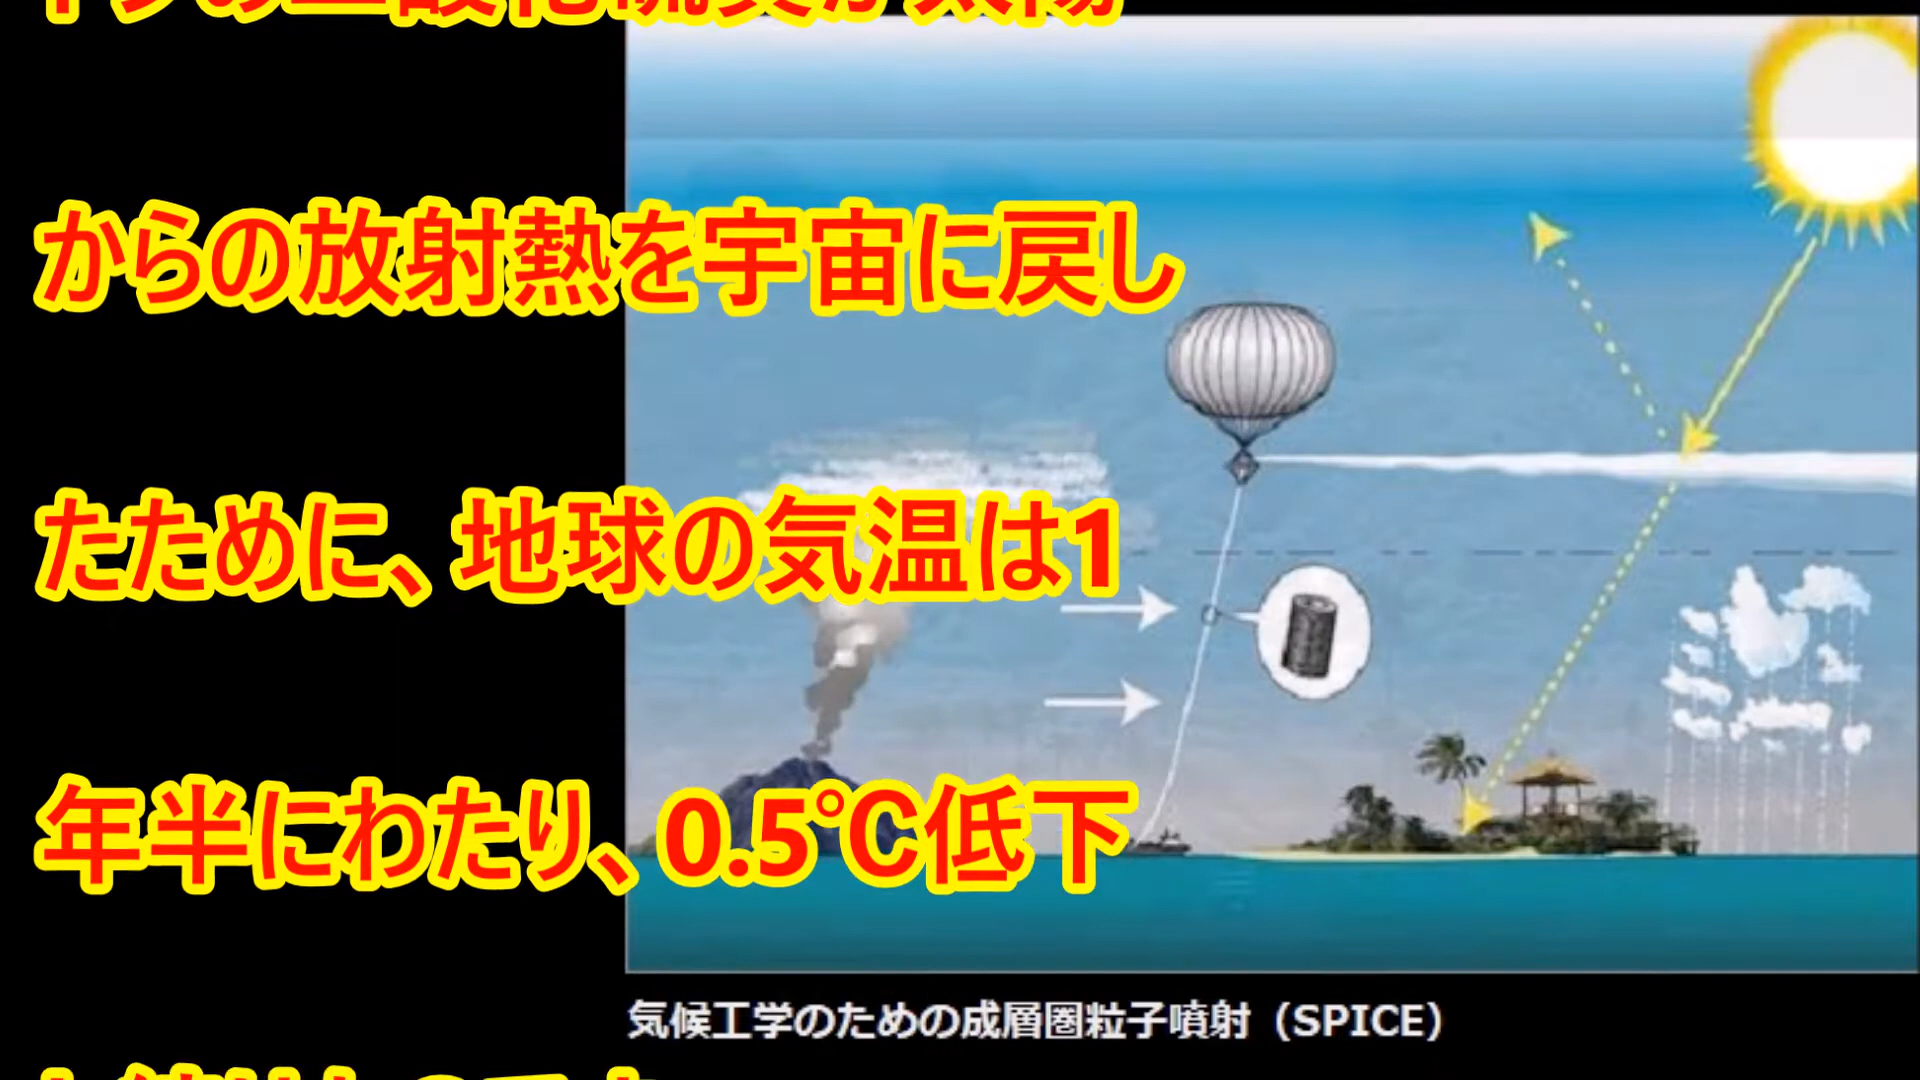 からの放射熱を宇宙に戻し
たために、地球の気温は1
年半にわたり、0.5℃低下
気候工学のための成層圏粒子噴射（SPICE）